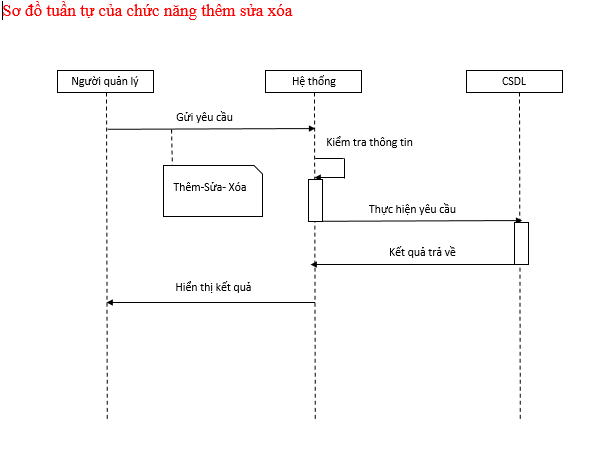 Sơ đồ tuần tự của chức năng thêm sửa xóa
Người quản lý
Hệ thống
CSDL
Gửi yêu cầu
Kiểm tra thông tin
Thêm-Sửa- Xóa
Thực hiện yêu cầu
Kết quả trả về
Hiển thị kết quả